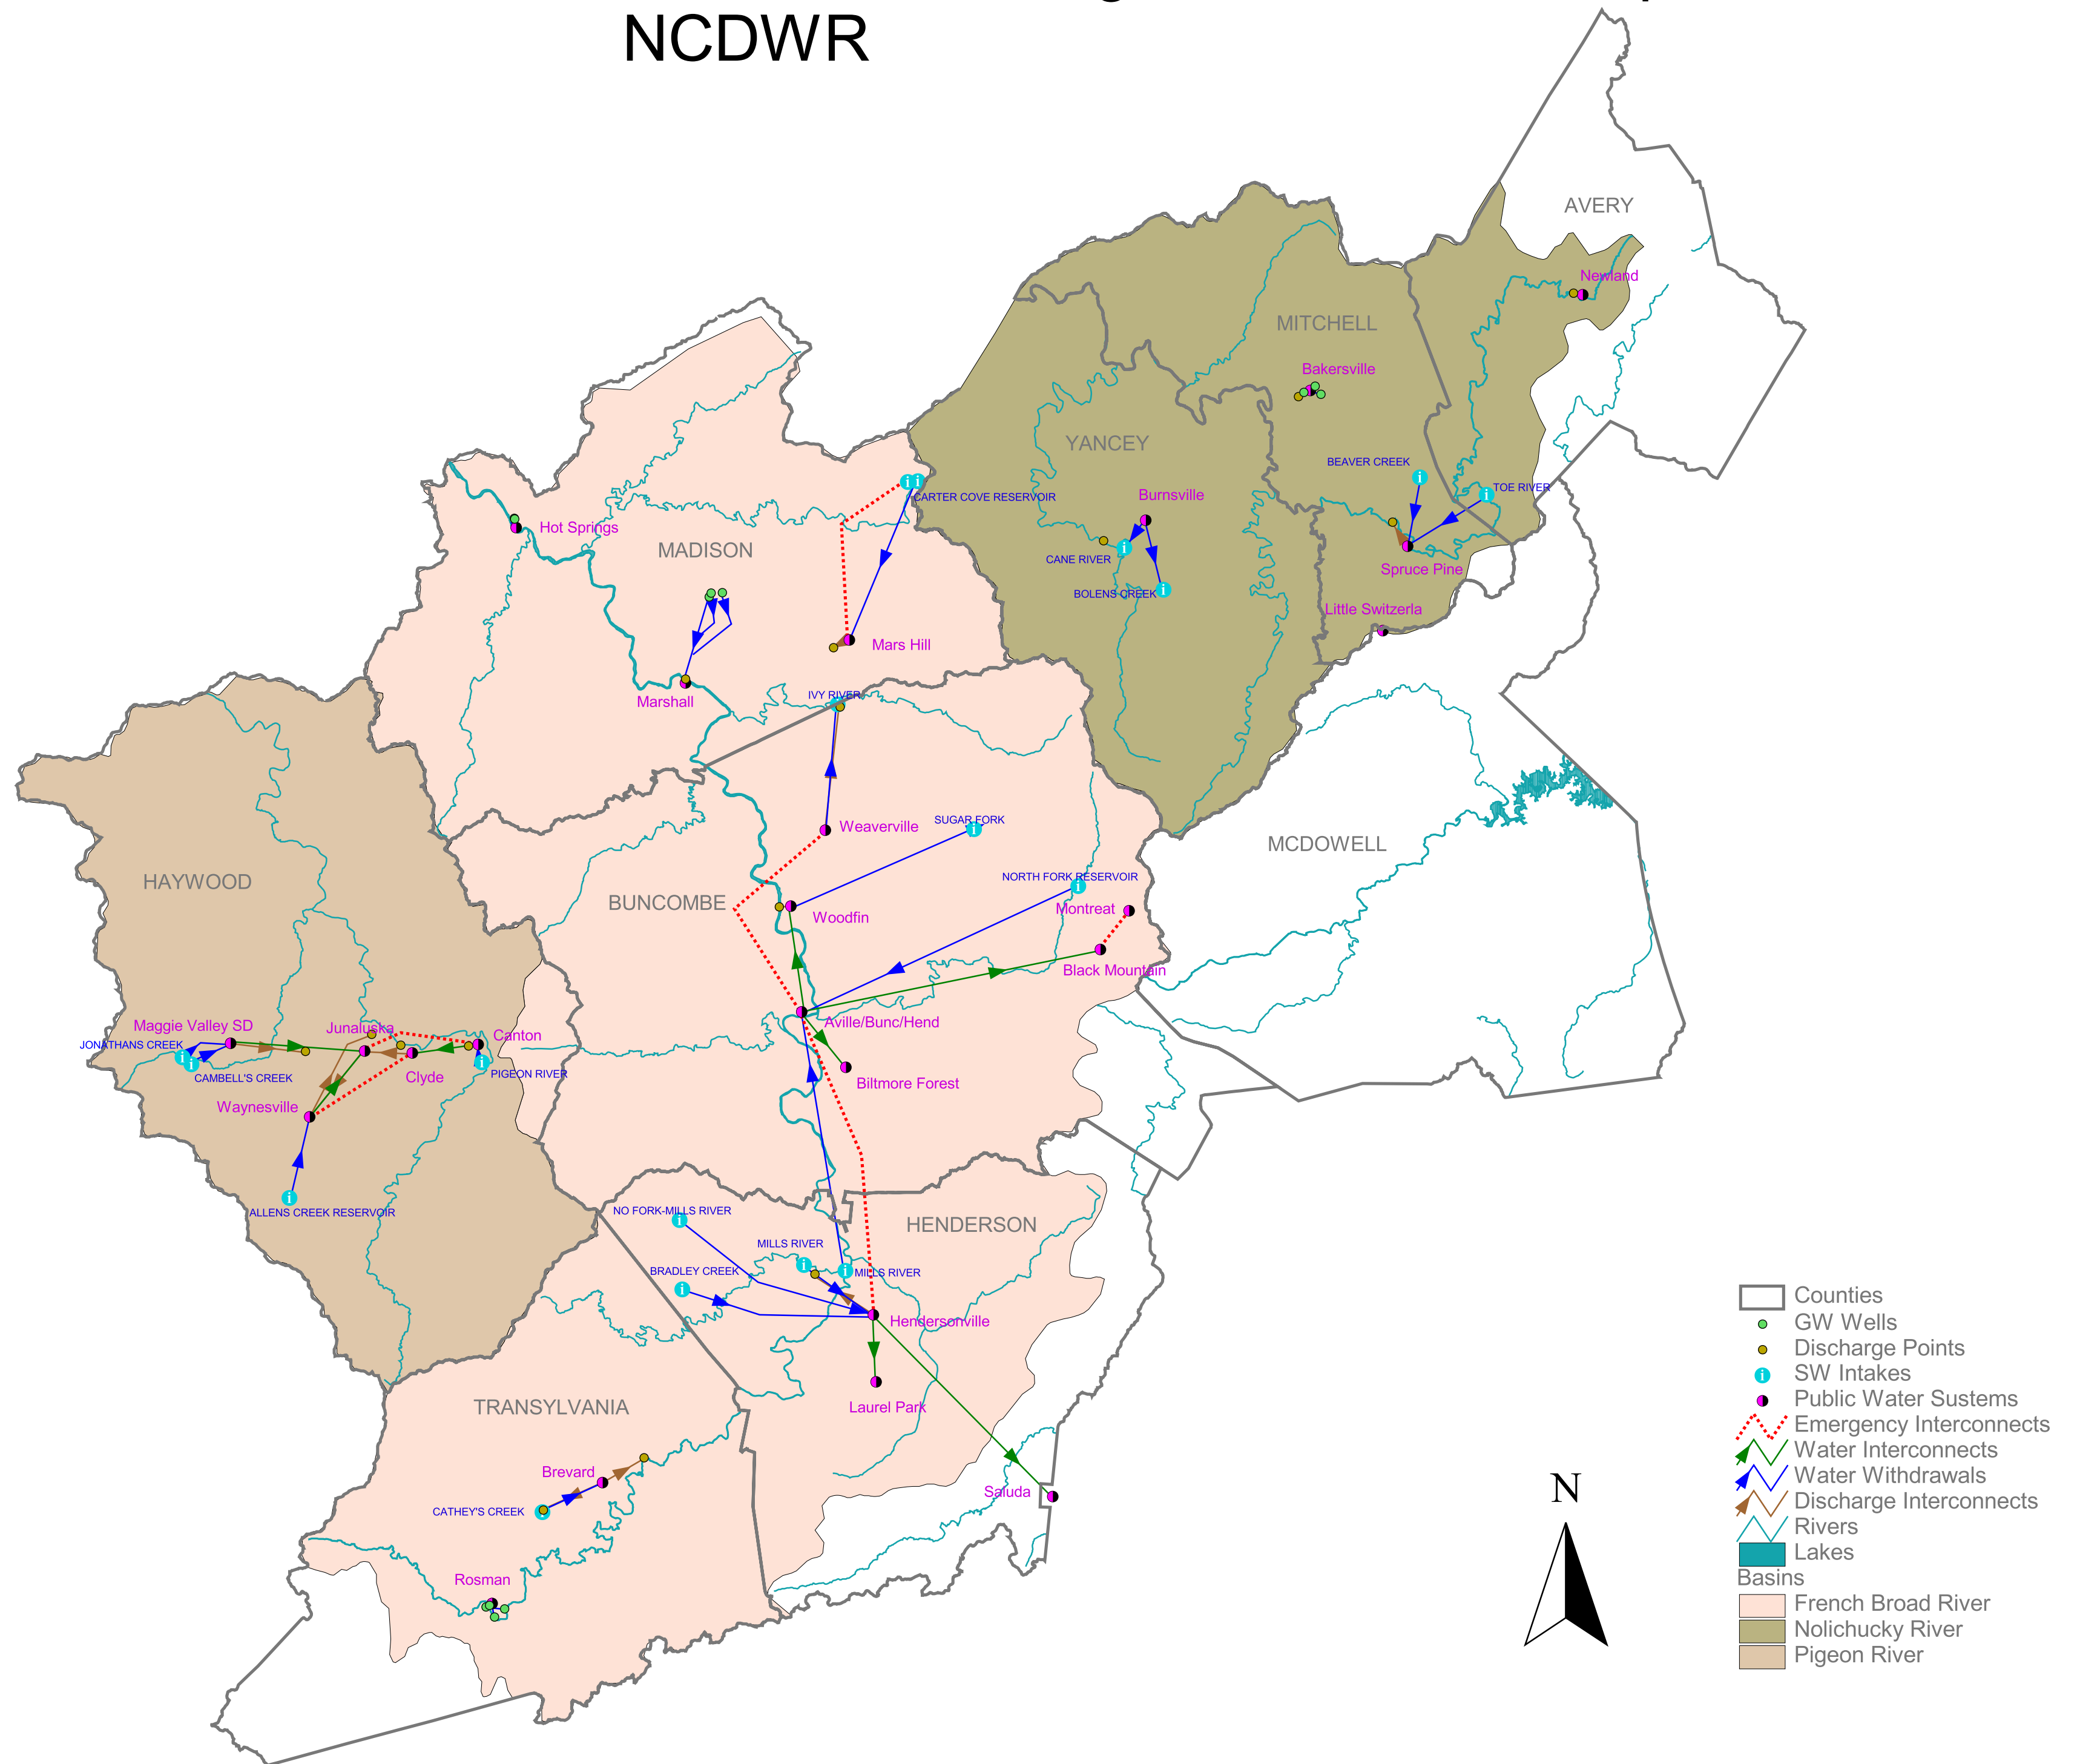 NCDWR
AVERY
Newland
MITCHELL
Bakersville
YANCEY
BEAVER CREEK
TOE RIVER
CARTER COVE RESERVOIR
Burnsville
Hot Springs
MADISON
CANE RIVER
Spruce Pine
BOLENS CREEK
Little Switzerla
Mars Hill
Marshall
IVY RIVER
Weaverville
SUGAR FORK
MCDOWELL
HAYWOOD
NORTH FORK RESERVOIR
BUNCOMBE
Montreat
Woodfin
Black Mountain
Aville/Bunc/Hend
Maggie Valley SD
Junaluska
Canton
JONATHANS CREEK
CAMBELL'S CREEK
Clyde
PIGEON RIVER
Biltmore Forest
Waynesville
ALLENS CREEK RESERVOIR
NO FORK-MILLS RIVER
HENDERSON
MILLS RIVER
BRADLEY CREEK
MILLS RIVER
Hendersonville
Laurel Park
TRANSYLVANIA
Brevard
CATHEY'S CREEK
Saluda
Rosman
N
Counties
GW Wells
Discharge Points
SW Intakes
Public Water Sustems
Emergency Interconnects
Water Interconnects
Water Withdrawals
Discharge Interconnects
Rivers
Lakes
Basins
French Broad River
Nolichucky River
Pigeon River